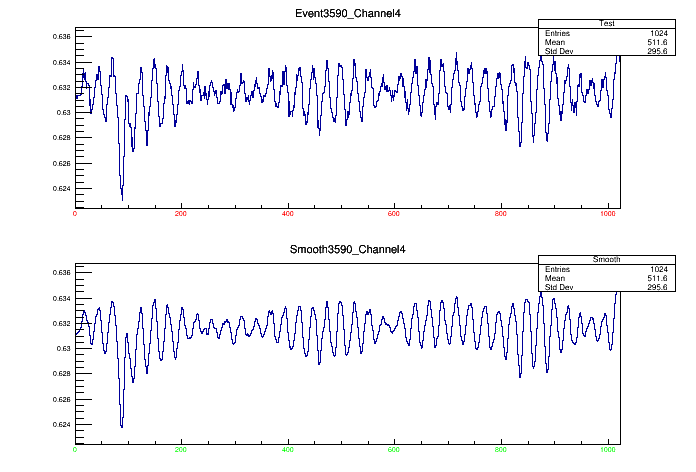 Event3590_Channel4
Test
Entries 1024
Mean 511.6
Std Dev 295.6
0.636
0.634
0.632
0.63
0.628
0.626
0.624
0 200 400 600 800 1000
Smooth3590_Channel4
Smooth
Entries 1024
Mean 511.6
Std Dev 295.6
0.636
0.634
0.632
0.63
0.628
0.626
0.624
0 200 400 600 800 1000